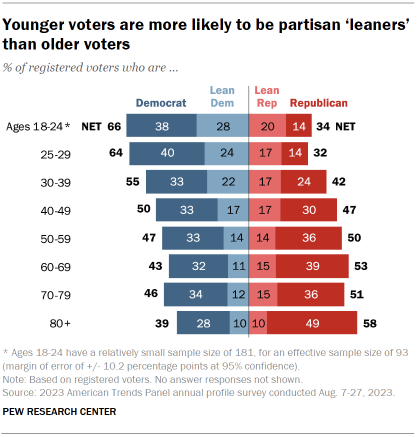 Younger voters are more likely to be partisan ‘leaners’
than older voters
% of registered voters who are ...
Democrat Lean Dem Lean Rep Republican
Ages 18-24* NET 66 38 28 20 14 34 NET
25-29 64 40 24 17 14 32
30-39 55 33 22 17 24 42
40-49 50 33 17 17 30 47
50-59 47 33 14 14 36 50
60-69 43 32 11 15 39 53
70-79 46 34 12 15 36 51
80+ 39 28 10 10 49 58
* Ages 18-24 have a relatively small sample size of 181, for an effective sample size of 93
(margin of error of +/- 10.2 percentage points at 95% confidence).
Note: Based on registered voters. No answer responses not shown.
Source: 2023 American Trends Panel annual profile survey conducted Aug. 7-27, 2023.
PEW RESEARCH CENTER